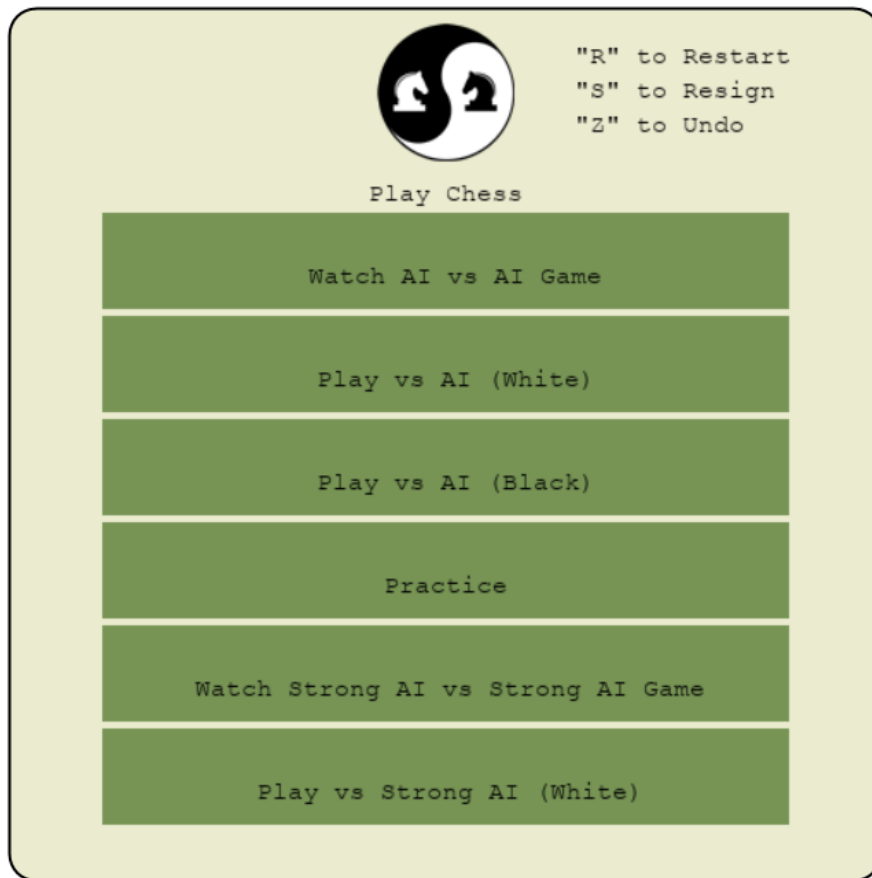 "R" to Restart
"S" to Resign
"Z" to Undo
Play Chess
Watch AI vs AI Game
Play vs AI (White)
Play vs AI (Black)
Practice
Watch Strong AI vs Strong AI Game
Play vs Strong AI (White)